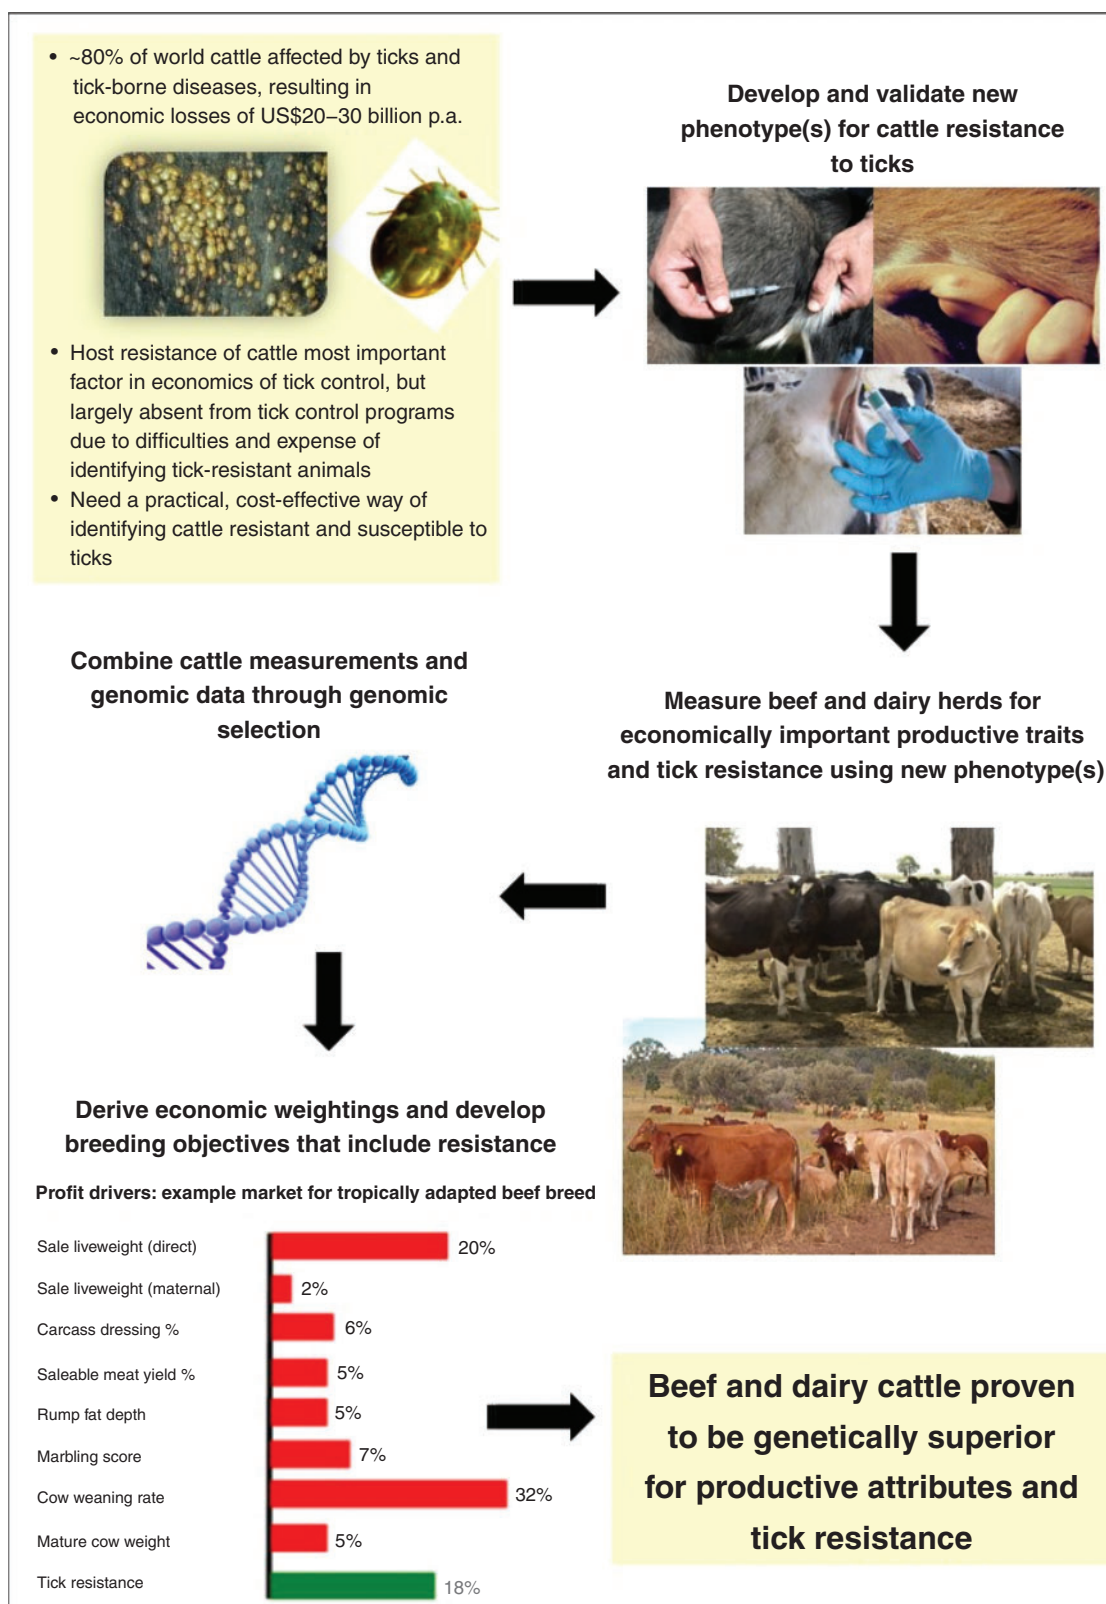 • ~80% of world cattle affected by ticks and
tick-borne diseases, resulting in
economic losses of US$20–30 billion p.a.
• Host resistance of cattle most important
factor in economics of tick control, but
largely absent from tick control programs
due to difficulties and expense of
identifying tick-resistant animals
• Need a practical, cost-effective way of
identifying cattle resistant and susceptible to
ticks
Develop and validate new
phenotype(s) for cattle resistance
to ticks
Measure beef and dairy herds for
economically important productive traits
and tick resistance using new phenotype(s)
Combine cattle measurements and
genomic data through genomic
selection
Derive economic weightings and develop
breeding objectives that include resistance
Profit drivers: example market for tropically adapted beef breed
Sale liveweight (direct) 20%
Sale liveweight (maternal) 2%
Carcass dressing % 6%
Saleable meat yield % 5%
Rump fat depth 5%
Marbling score 7%
Cow weaning rate 32%
Mature cow weight 5%
Tick resistance 18%
Beef and dairy cattle proven
to be genetically superior
for productive attributes and
tick resistance